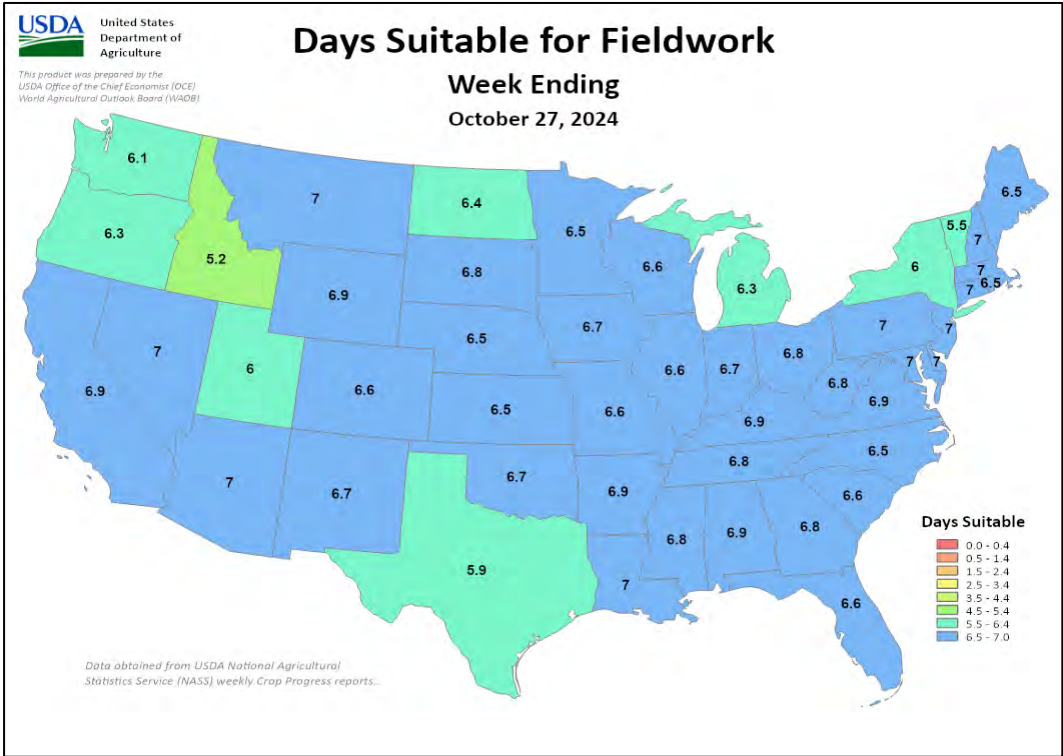 USDA
United States
Department of
Agriculture
This product was prepared by the
USDA Office of the Chief Economist (OCE)
World Agricultural Outlook Board (WAOB)
Days Suitable for Fieldwork
Week Ending
October 27, 2024
6.1
7
6.4
6.5
6.5
5.5
6.3
5.2
6.8
6.6
6.3
6
7
7
7
6.5
6.9
6.5
6.7
7
7
6.9
7
6
6.6
6.5
6.6
6.6
6.7
6.8
6.8
7
7
6.9
6.9
7
6.7
6.7
6.9
6.8
6.5
6.6
5.9
7
6.8
6.9
6.8
6.6
Days Suitable
0.0 - 0.4
0.5 - 1.4
1.5 - 2.4
2.5 - 3.4
3.5 - 4.4
4.5 - 5.4
5.5 - 6.4
6.5 - 7.0
Data obtained from USDA National Agricultural
Statistics Service (NASS) weekly Crop Progress reports..